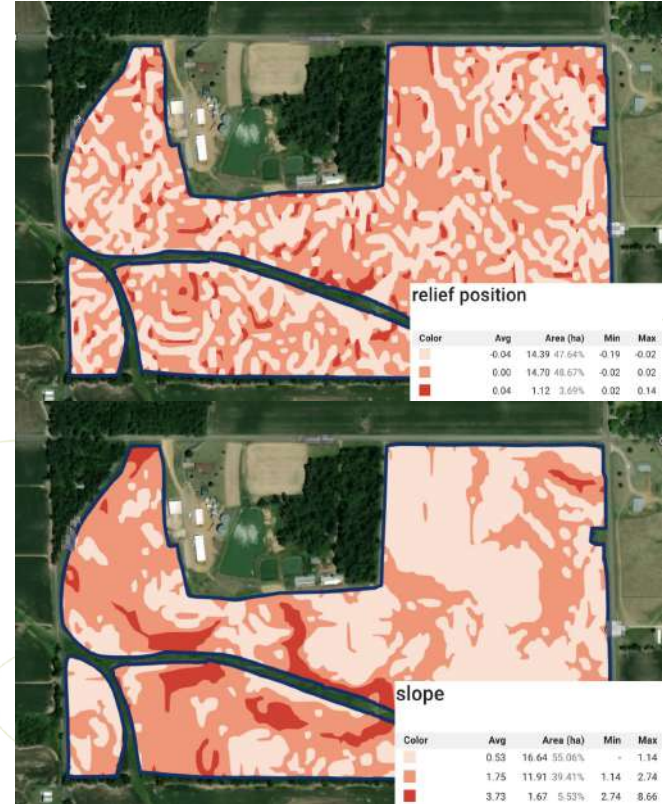 relief position
Color Avg Area (ha) Min Max
-0.04 14.39 47.64% -0.19 -0.02
0.00 14.70 48.67% -0.02 0.02
0.04 1.12 3.69% 0.02 0.14
slope
Color Avg Area (ha) Min Max
0.53 16.64 55.06% - 1.14
1.75 11.91 39.41% 1.14 2.74
3.73 1.67 5.53% 2.74 8.66